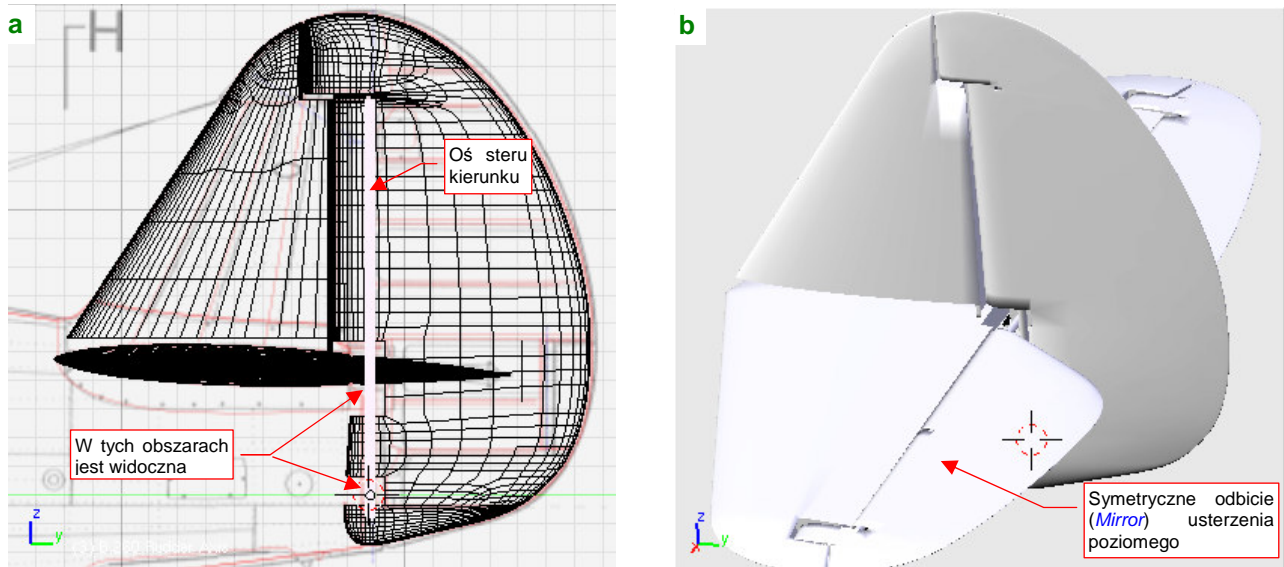 a
H
Oś steru
kierunku
W tych obszarach
jest widoczna
z
y
b
z
y
x
Symetryczne odbicie
(Mirror) usterzenia
poziomego